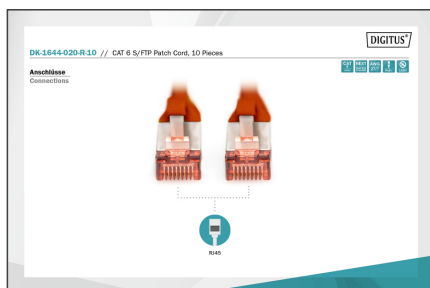 DIGITUS®
DK-1644-020-R-10 // CAT 6 S/FTP Patch Cord, 10 Pieces
Anschlüsse
Connections
RJ45